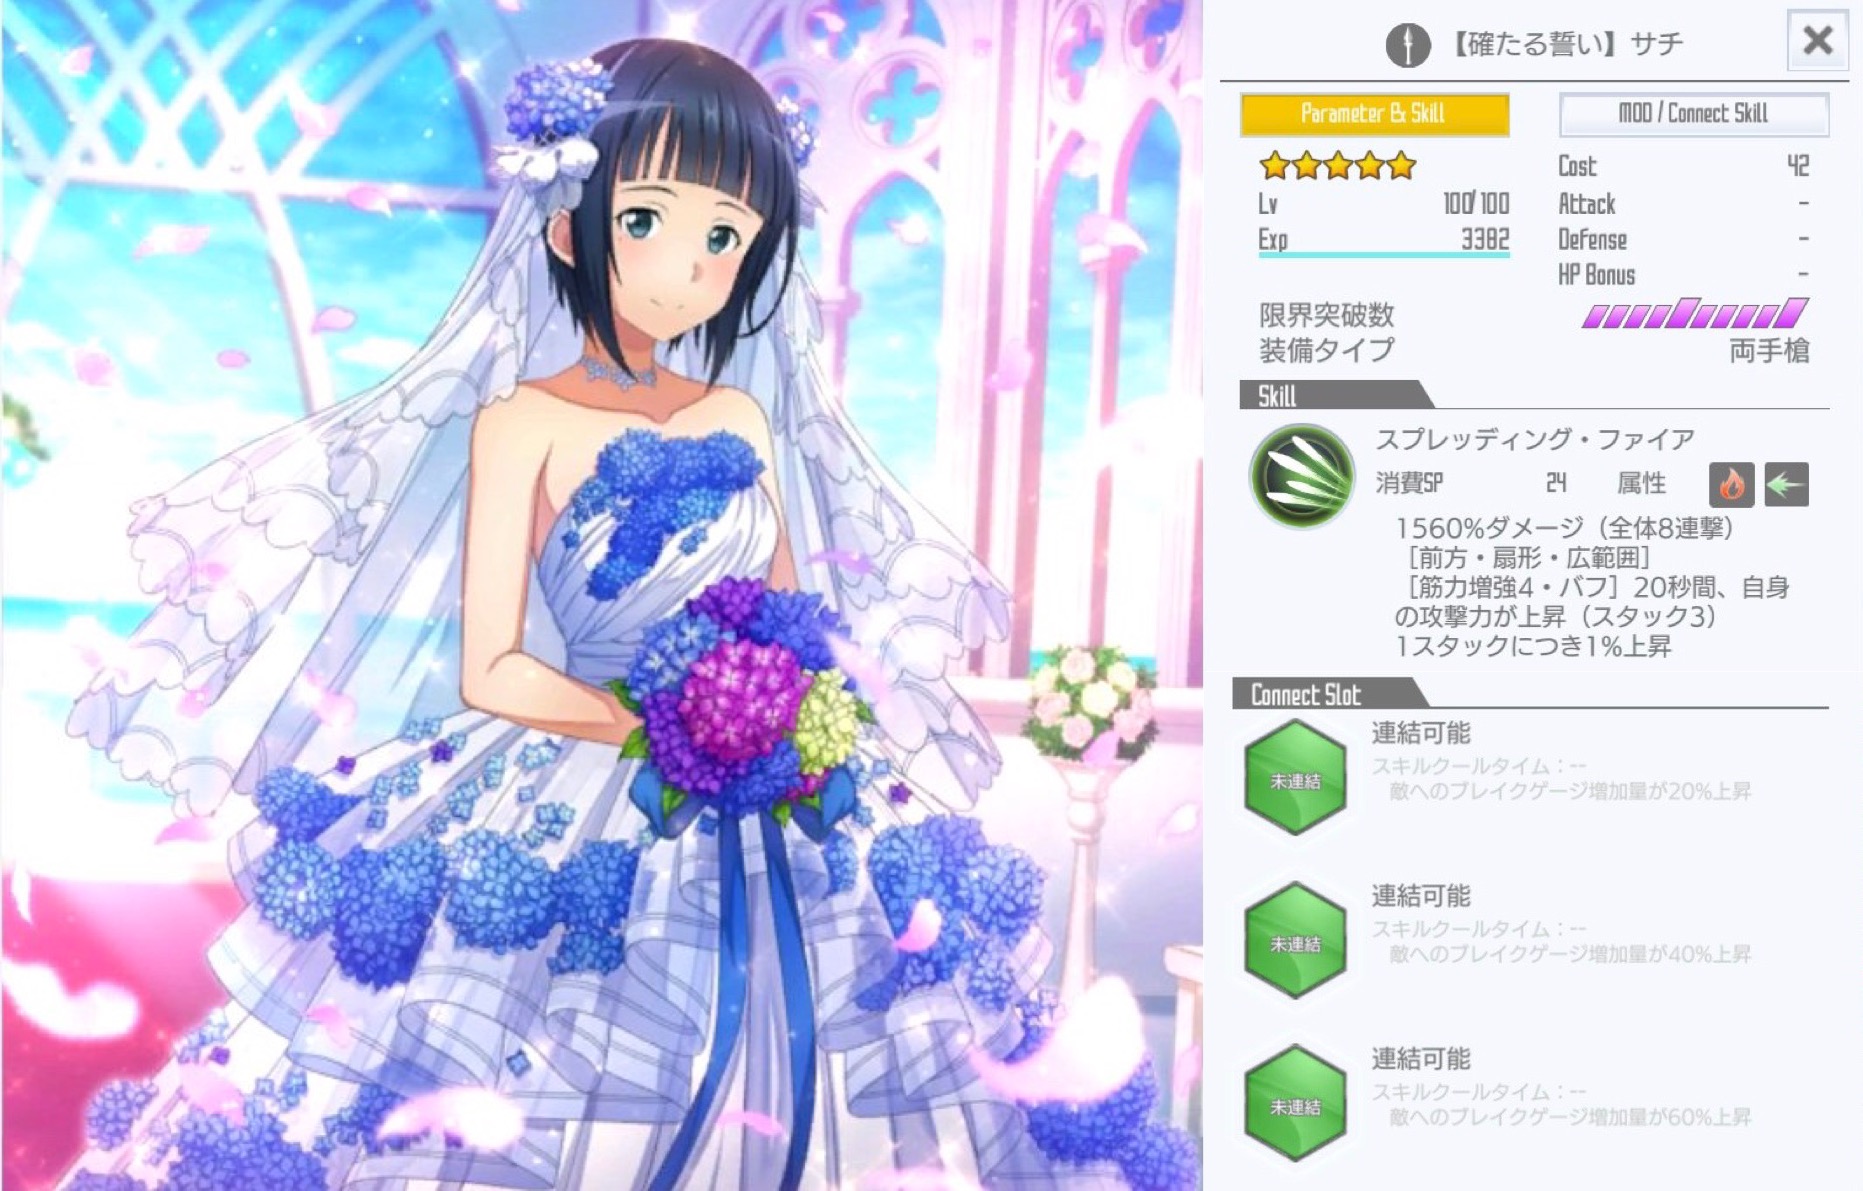 【確たる誓い】サチ
Parameter & Skill
MOD / Connect Skill
Lv 100/100
Exp 3382
Cost 42
Attack -
Defense -
HP Bonus -
限界突破数
装備タイプ 両手槍
Skill
スプレッディング・ファイア
消費SP 24 属性
1560%ダメージ（全体8連撃）
［前方・扇形・広範囲］
［筋力増強4・バフ］20秒間、自身
の攻撃力が上昇（スタック3）
1スタックにつき1%上昇
Connect Slot
未連結
連結可能
スキルクールタイム：--
敵へのブレイクゲージ増加量が20%上昇
未連結
連結可能
スキルクールタイム：--
敵へのブレイクゲージ増加量が40%上昇
未連結
連結可能
スキルクールタイム：--
敵へのブレイクゲージ増加量が60%上昇